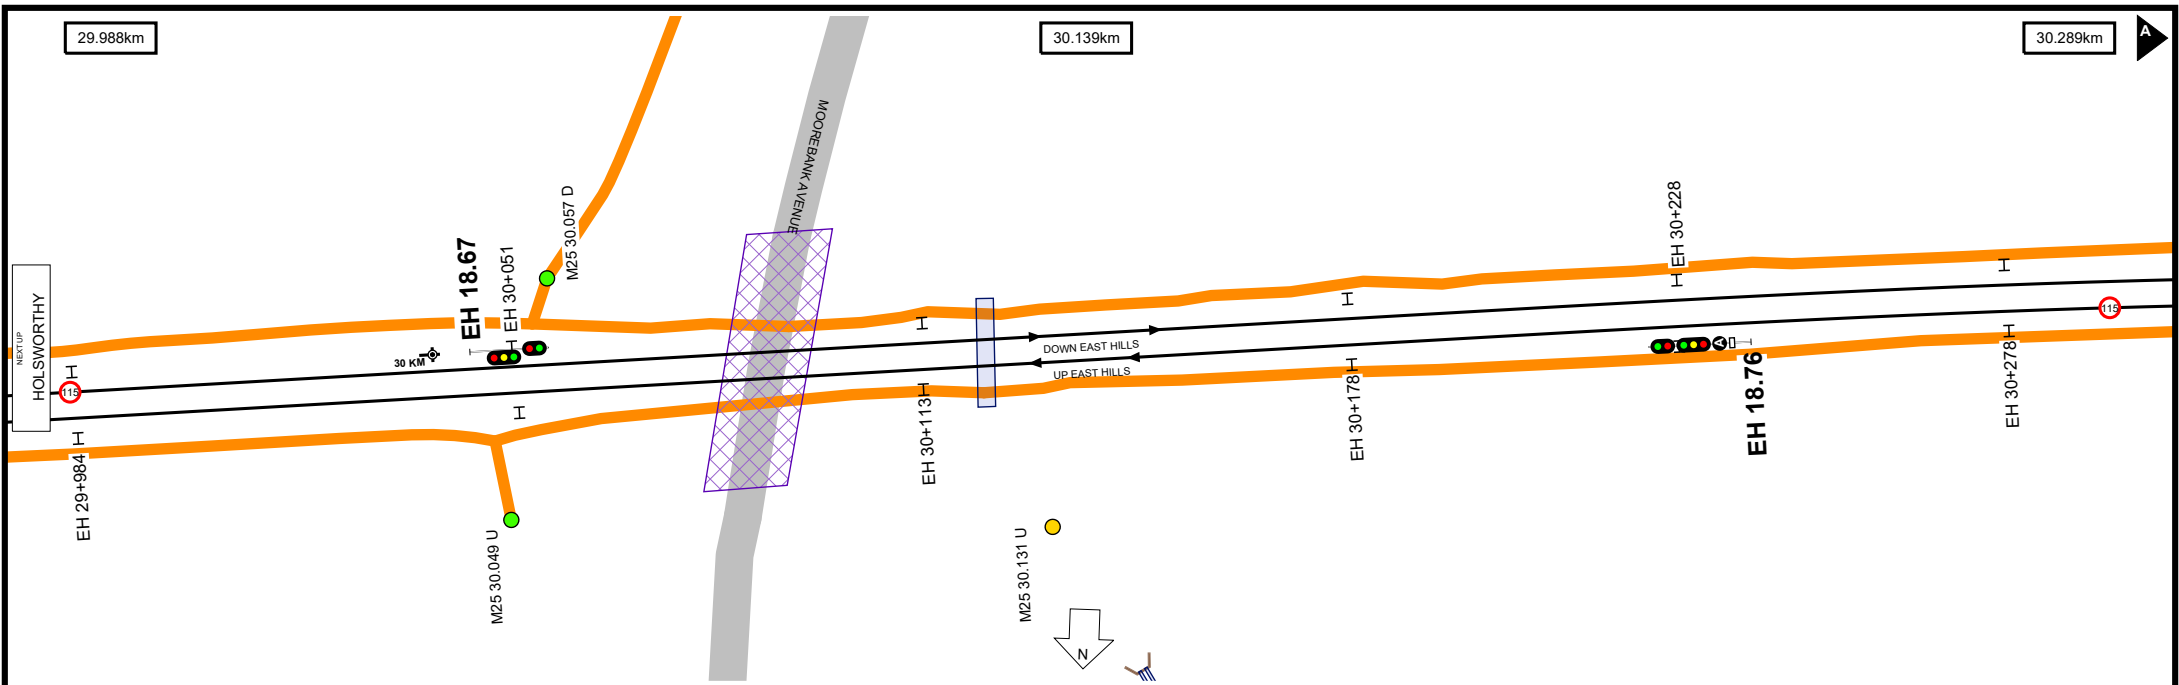 29.988km
30.139km
30.289km
A
MOOREBANK AVENUE
M25 30.057 D
EH 18.67
EH 30+051
EH 30+228
NEXT UP
HOLSWORTHY
30 KM
115
DOWN EAST HILLS
UP EAST HILLS
115
A
EH 18.76
EH 29+984
EH 30+113
EH 30+178
EH 30+278
M25 30.049 U
M25 30.131 U
N